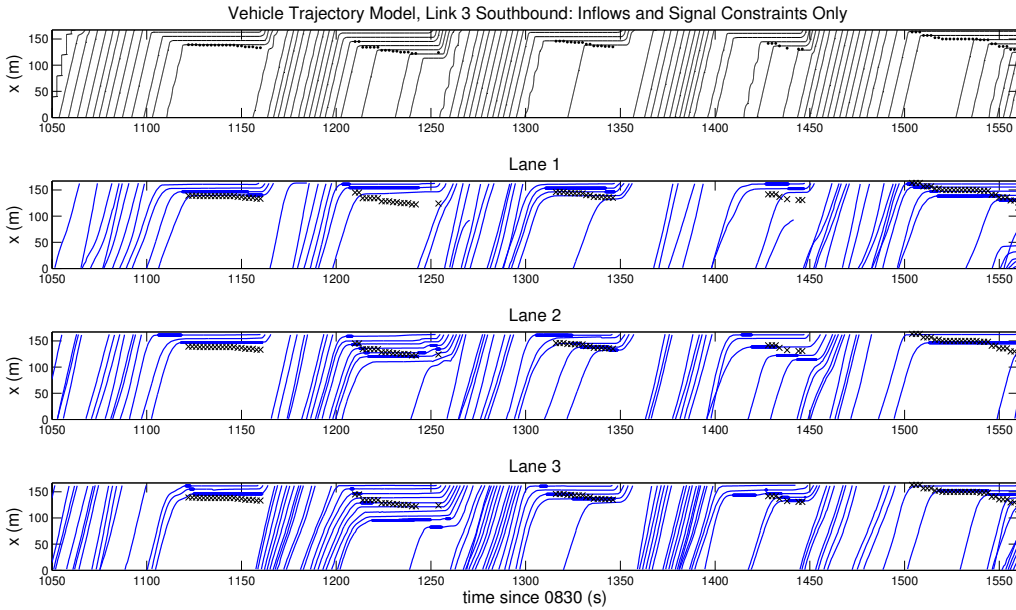 Vehicle Trajectory Model, Link 3 Southbound: Inflows and Signal Constraints Only
x (m)
150
100
50
0
1050 1100 1150 1200 1250 1300 1350 1400 1450 1500 1550
Lane 1
x (m)
150
100
50
0
1050 1100 1150 1200 1250 1300 1350 1400 1450 1500 1550
Lane 2
x (m)
150
100
50
0
1050 1100 1150 1200 1250 1300 1350 1400 1450 1500 1550
Lane 3
x (m)
150
100
50
0
1050 1100 1150 1200 1250 1300 1350 1400 1450 1500 1550
time since 0830 (s)